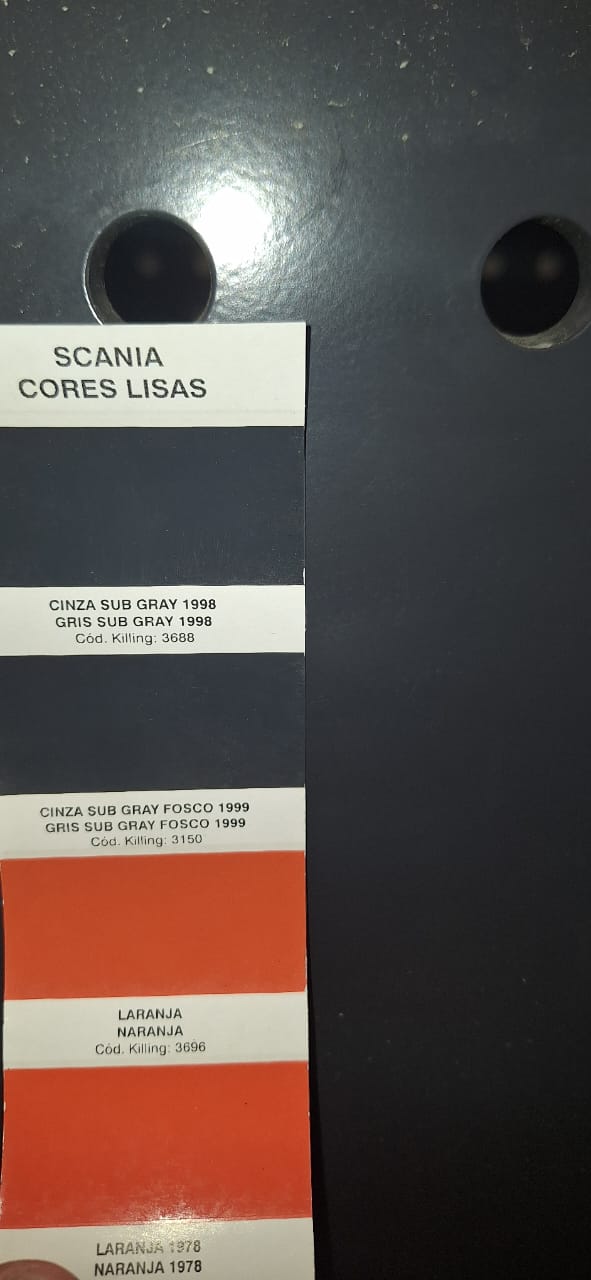 SCANIA
CORES LISAS
CINZA SUB GRAY 1998
GRIS SUB GRAY 1998
Cód. Killing: 3688
CINZA SUB GRAY FOSCO 1999
GRIS SUB GRAY FOSCO 1999
Cód. Killing: 3150
LARANJA
NARANJA
Cód. Killing: 3696
LARANJA 1978
NARANJA 1978